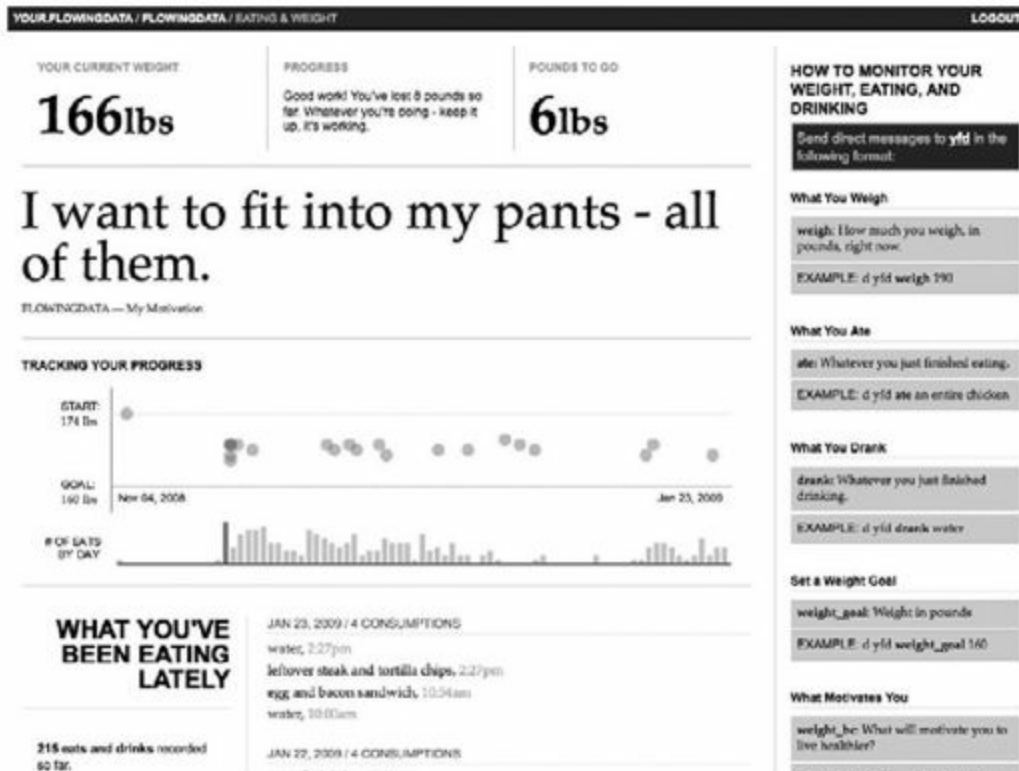 YOUR.FLOWINGDATA / FLOWINGDATA / EATING & WEIGHT
LOGOUT
YOUR CURRENT WEIGHT
166lbs
PROGRESS
Good work! You've lost 8 pounds so
far. Whatever you're doing - keep it
up. It's working.
POUNDS TO GO
6lbs
I want to fit into my pants - all
of them.
FLOWINGDATA — My Motivation
TRACKING YOUR PROGRESS
START:
174 lbs
GOAL:
160 lbs
Nov 04, 2008
Jan 23, 2009
# OF EATS
BY DAY
WHAT YOU'VE
BEEN EATING
LATELY
215 eats and drinks recorded
so far.
JAN 23, 2009 / 4 CONSUMPTIONS
water, 2:27pm
leftover steak and tortilla chips, 2:27pm
egg and bacon sandwich, 10:34am
water, 10:00am
JAN 22, 2009 / 4 CONSUMPTIONS
HOW TO MONITOR YOUR
WEIGHT, EATING, AND
DRINKING
Send direct messages to yfd in the
following format:
What You Weigh
weigh: How much you weigh, in
pounds, right now.
EXAMPLE: d yfd weigh 190
What You Ate
ate: Whatever you just finished eating.
EXAMPLE: d yfd ate an entire chicken
What You Drank
drank: Whatever you just finished
drinking.
EXAMPLE: d yfd drank water
Set a Weight Goal
weight_goal: Weight in pounds
EXAMPLE: d yfd weight_goal 160
What Motivates You
weight_bc: What will motivate you to
live healthier?